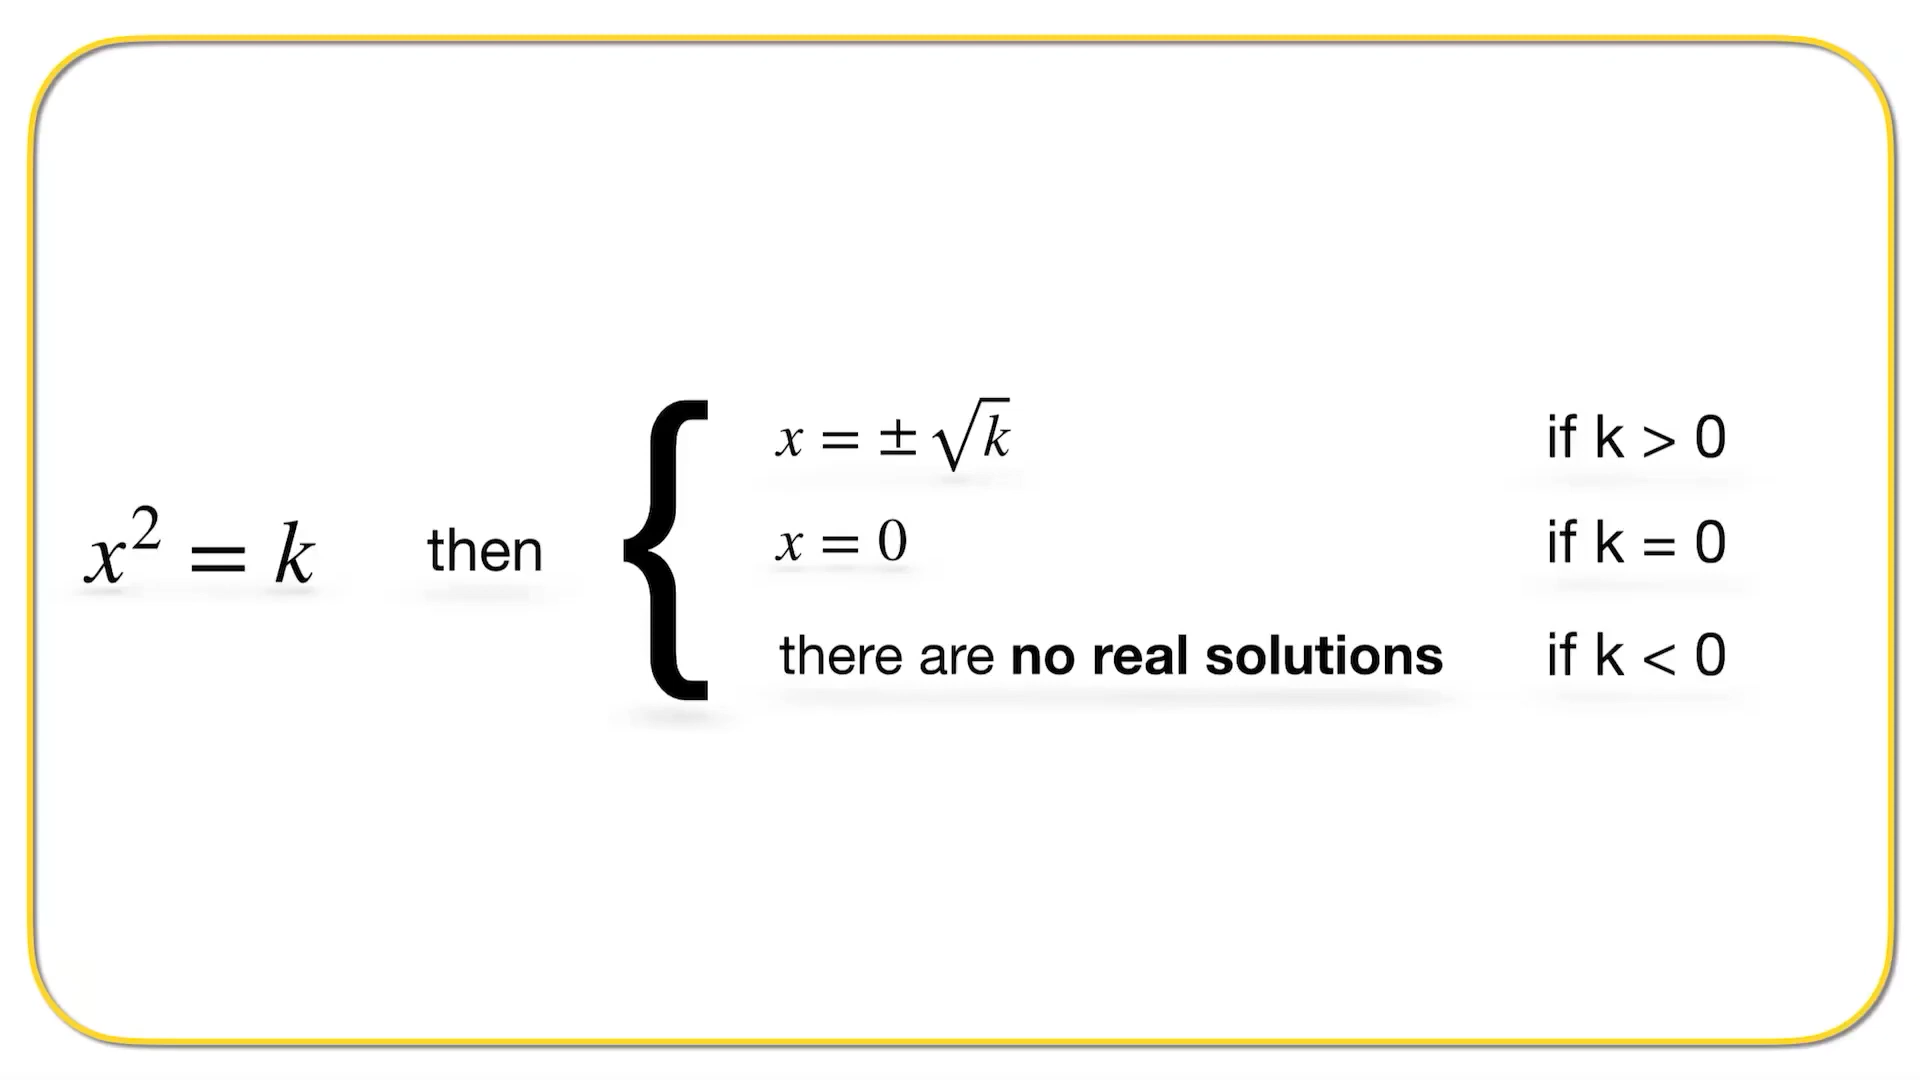 x² = k then { x = ± √k if k > 0
x = 0 if k = 0
there are no real solutions if k < 0